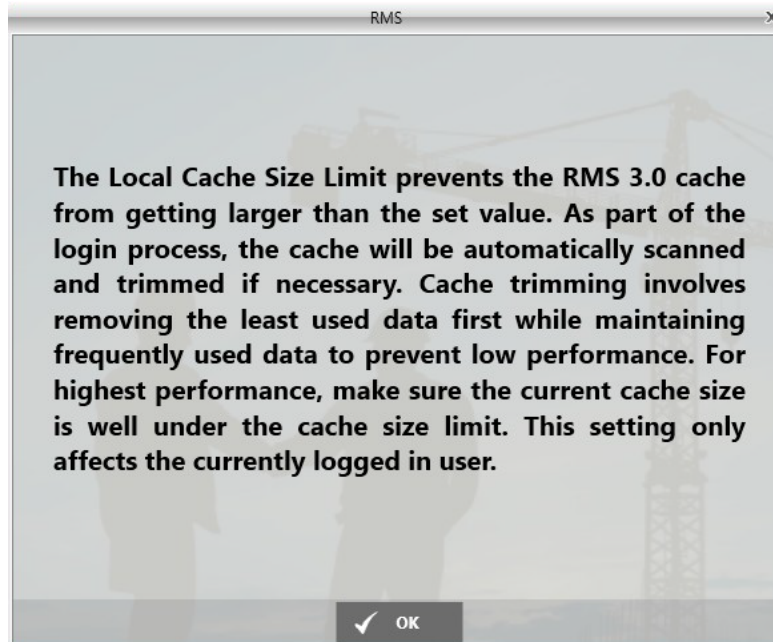 RMS
The Local Cache Size Limit prevents the RMS 3.0 cache
from getting larger than the set value. As part of the
login process, the cache will be automatically scanned
and trimmed if necessary. Cache trimming involves
removing the least used data first while maintaining
frequently used data to prevent low performance. For
highest performance, make sure the current cache size
is well under the cache size limit. This setting only
affects the currently logged in user.
OK